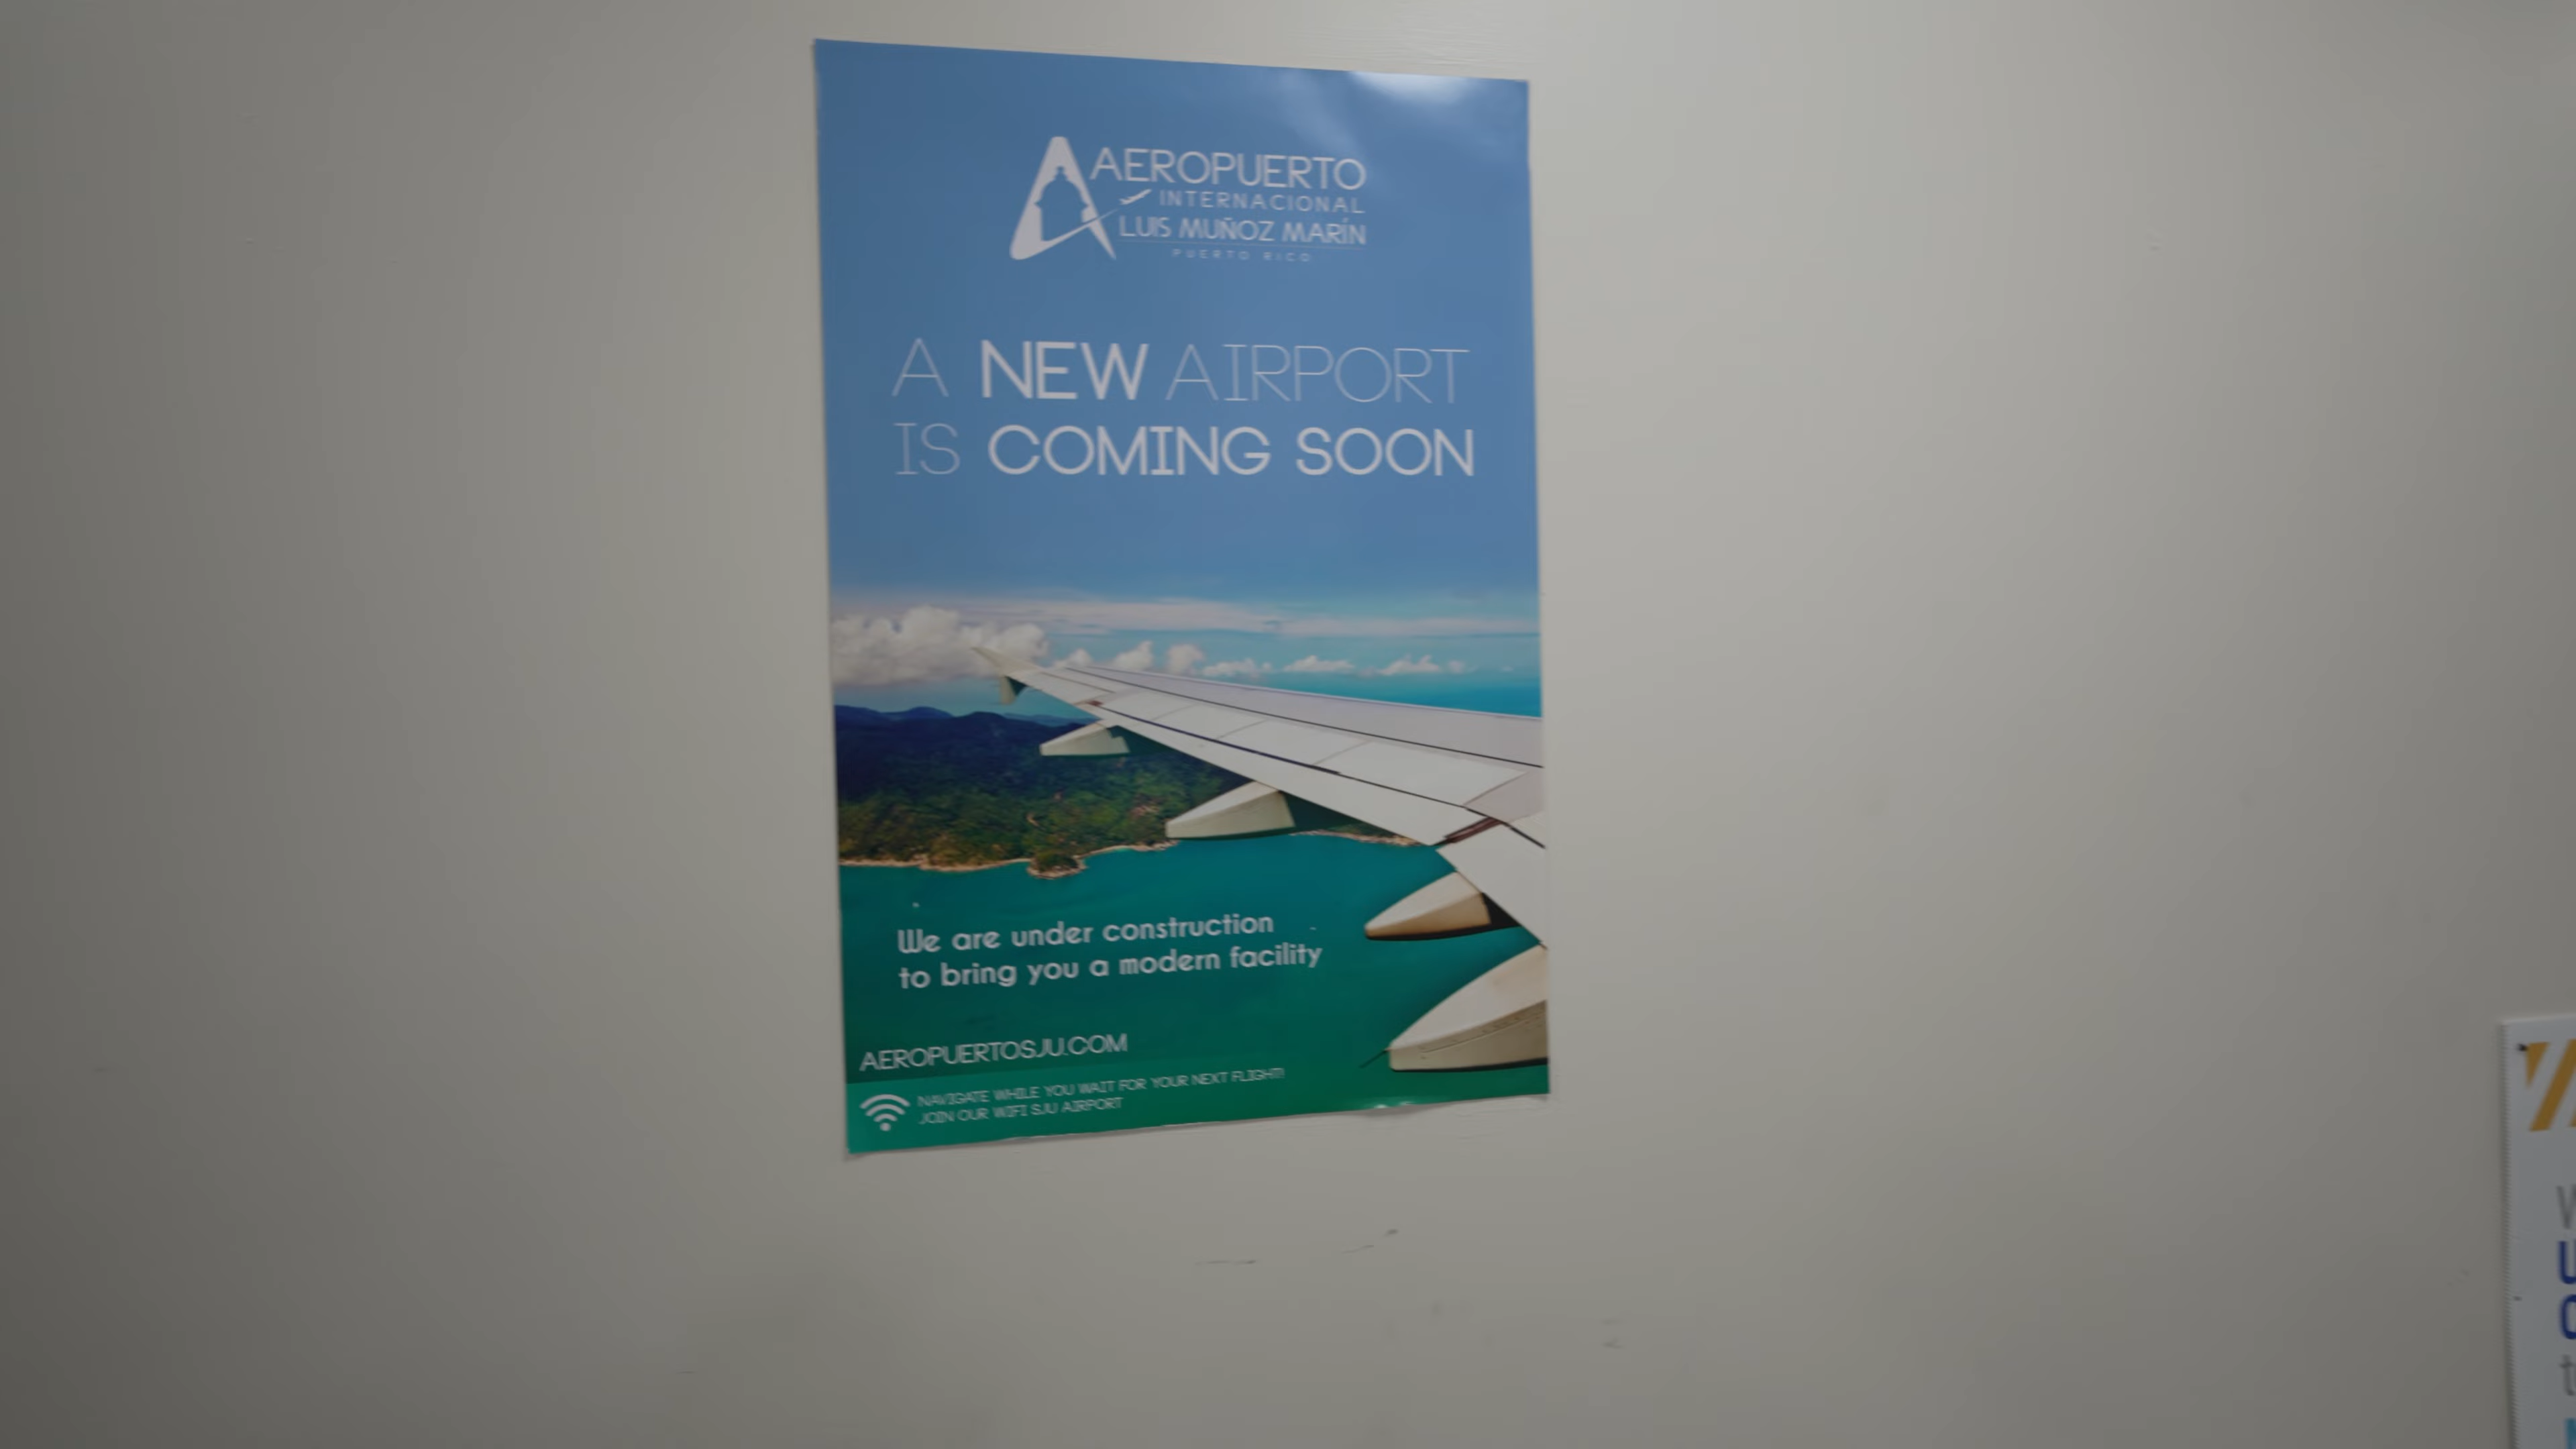 AEROPUERTO
INTERNACIONAL
LUIS MUÑOZ MARÍN
PUERTO RICO
A NEW AIRPORT
IS COMING SOON
We are under construction
to bring you a modern facility
AEROPUERTOSJU.COM
NAVIGATE WHILE YOU WAIT FOR YOUR NEXT FLIGHT!
JOIN OUR WIFI SJU AIRPORT